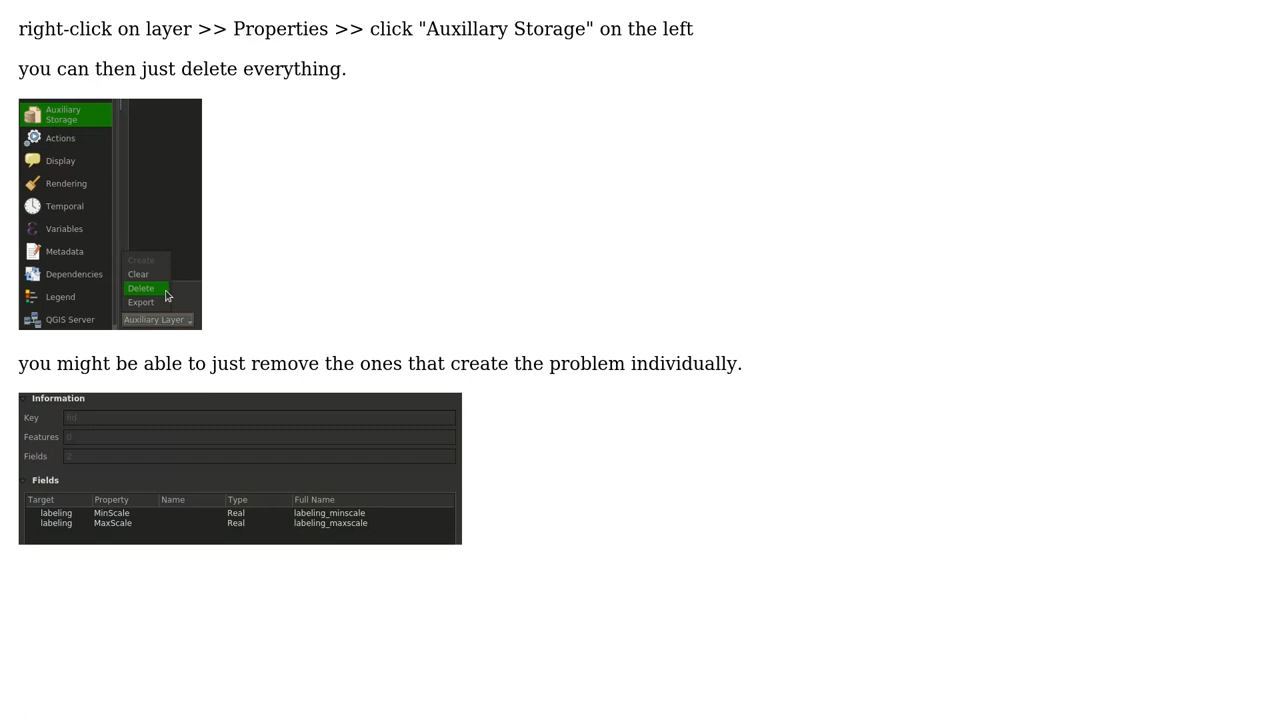 right-click on layer >> Properties >> click "Auxillary Storage" on the left
you can then just delete everything.
Auxiliary
Storage
Actions
Display
Rendering
Temporal
Variables
Metadata
Dependencies
Legend
QGIS Server
Create
Clear
Delete
Export
Auxiliary Layer
you might be able to just remove the ones that create the problem individually.
Information
Key fid
Features 0
Fields 2
Fields
Target Property Name Type Full Name
labeling MinScale Real labeling_minscale
labeling MaxScale Real labeling_maxscale